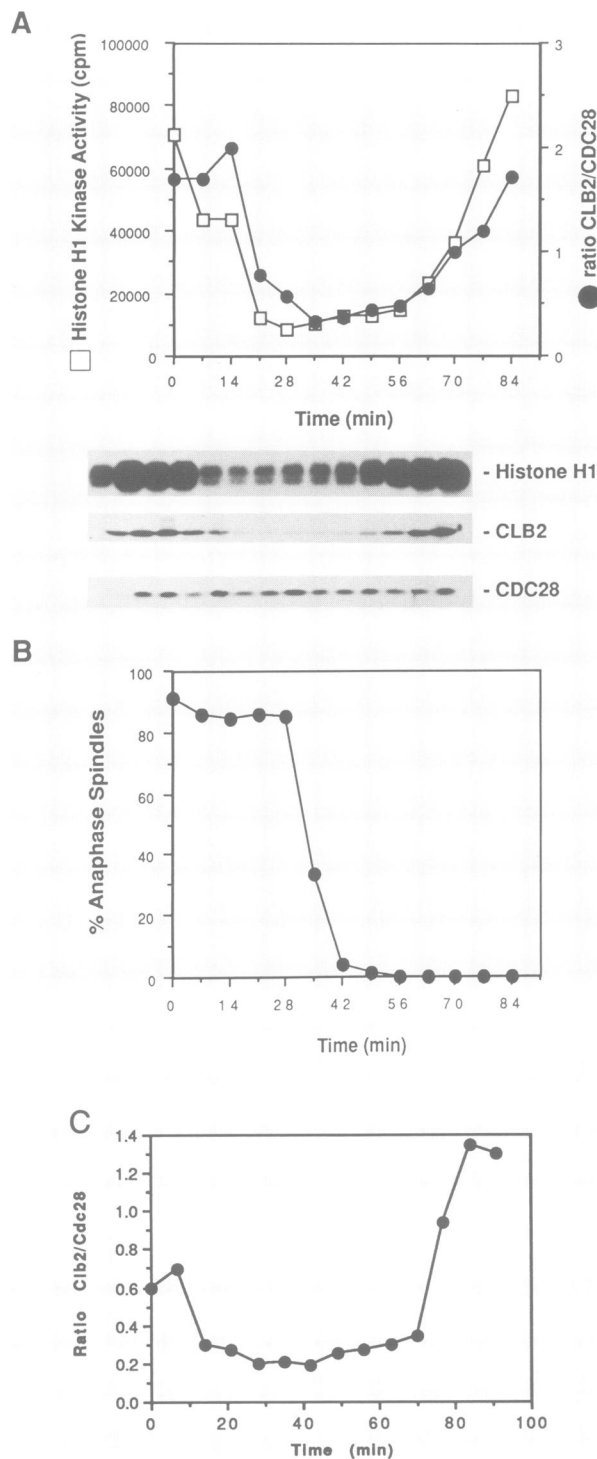 A
Histone H1 Kinase Activity (cpm)
100000
80000
60000
40000
20000
0
3
2
1
0
ratio CLB2/CDC28
0 14 28 42 56 70 84
Time (min)
- Histone H1
- CLB2
- CDC28
B
% Anaphase Spindles
100
80
60
40
20
0
0 14 28 42 56 70 84
Time (min)
C
Ratio Clb2/Cdc28
1.4
1.2
1.0
0.8
0.6
0.4
0.2
0.0
0 20 40 60 80 100
Time (min)